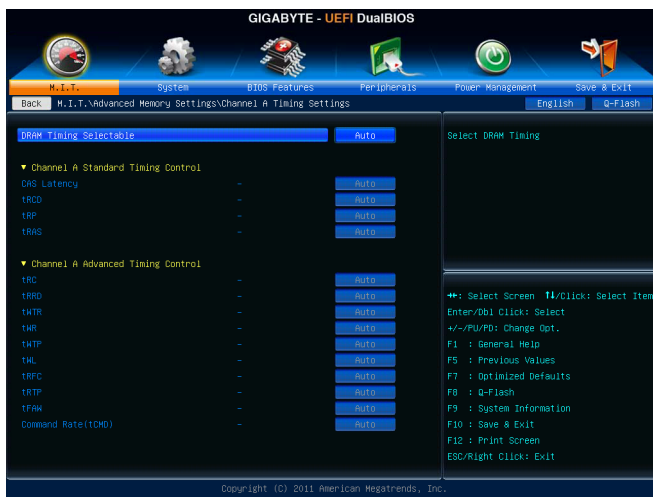 GIGABYTE - UEFI DualBIOS
M.I.T. System BIOS Features Peripherals Power Management Save & Exit
Back M.I.T.\Advanced Memory Settings\Channel A Timing Settings English Q-Flash
DRAM Timing Selectable Auto
Select DRAM Timing
▼ Channel A Standard Timing Control
CAS Latency - Auto
tRCD - Auto
tRP - Auto
tRAS - Auto
▼ Channel A Advanced Timing Control
tRC - Auto
tRRD - Auto
tWTR - Auto
tWR - Auto
tWTP - Auto
tWL - Auto
tRFC - Auto
tRTP - Auto
tFAW - Auto
Command Rate(tCMD) - Auto
→←: Select Screen ↑↓/Click: Select Item
Enter/Dbl Click: Select
+/-/PU/PD: Change Opt.
F1 : General Help
F5 : Previous Values
F7 : Optimized Defaults
F8 : Q-Flash
F9 : System Information
F10 : Save & Exit
F12 : Print Screen
ESC/Right Click: Exit
Copyright (C) 2011 American Megatrends, Inc.